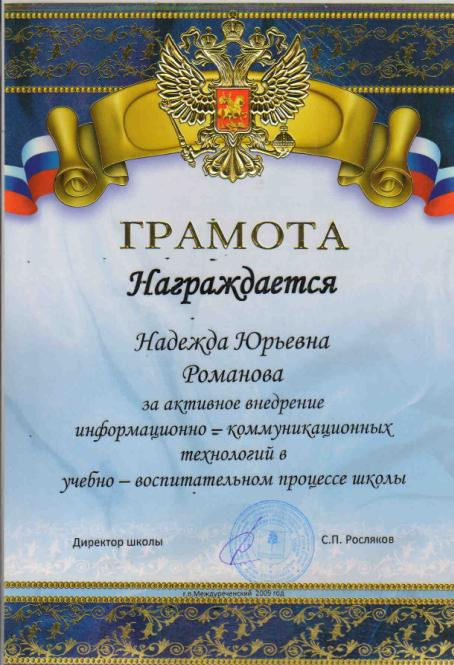 ГРАМОТА
Награждается
Надежда Юрьевна
Романова
за активное внедрение
информационно – коммуникационных
технологий в
учебно – воспитательном процессе школы
Директор школы
С.П. Росляков
г.п.Междуреченский 2009 год